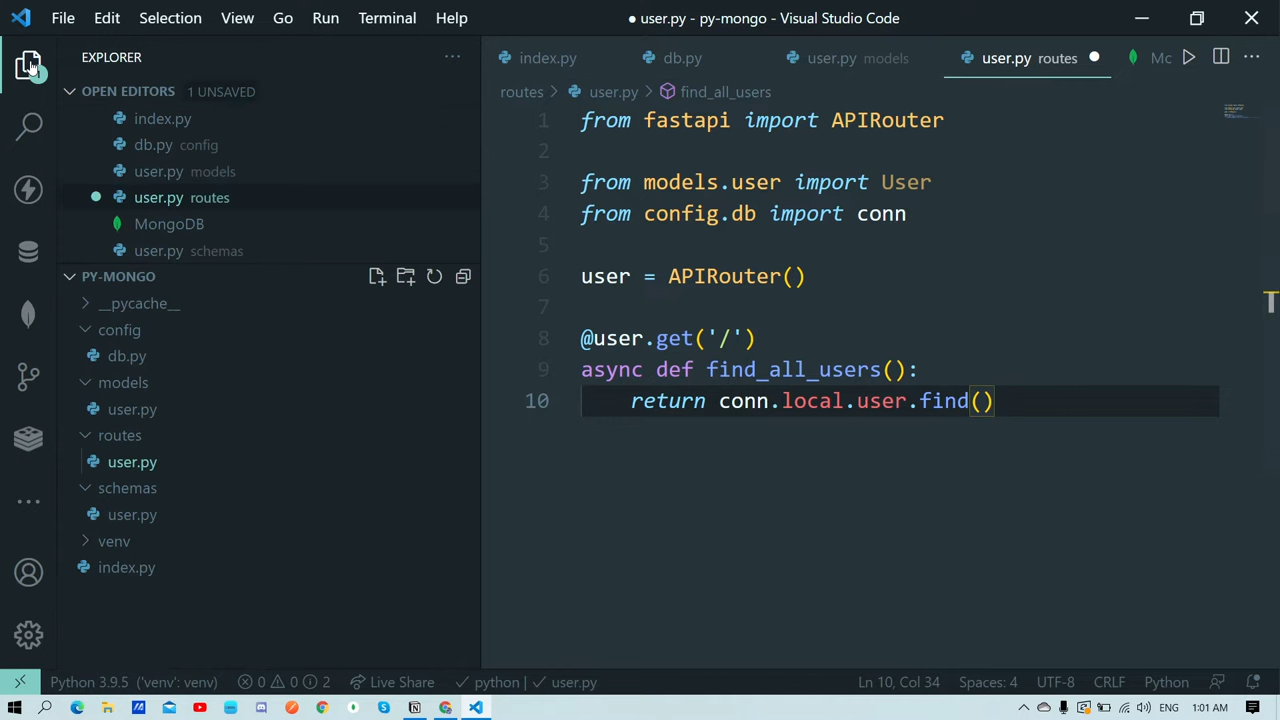 File Edit Selection View Go Run Terminal Help
● user.py - py-mongo - Visual Studio Code
EXPLORER
OPEN EDITORS 1 UNSAVED
index.py
db.py config
user.py models
user.py routes
MongoDB
user.py schemas
PY-MONGO
__pycache__
config
db.py
models
user.py
routes
user.py
schemas
user.py
venv
index.py
index.py db.py user.py models user.py routes Mc
routes > user.py > find_all_users
1 from fastapi import APIRouter
2
3 from models.user import User
4 from config.db import conn
5
6 user = APIRouter()
7
8 @user.get('/')
9 async def find_all_users():
10 return conn.local.user.find()
Python 3.9.5 ('venv': venv) 0 0 2 Live Share python | user.py Ln 10, Col 34 Spaces: 4 UTF-8 CRLF Python
ENG 1:01 AM